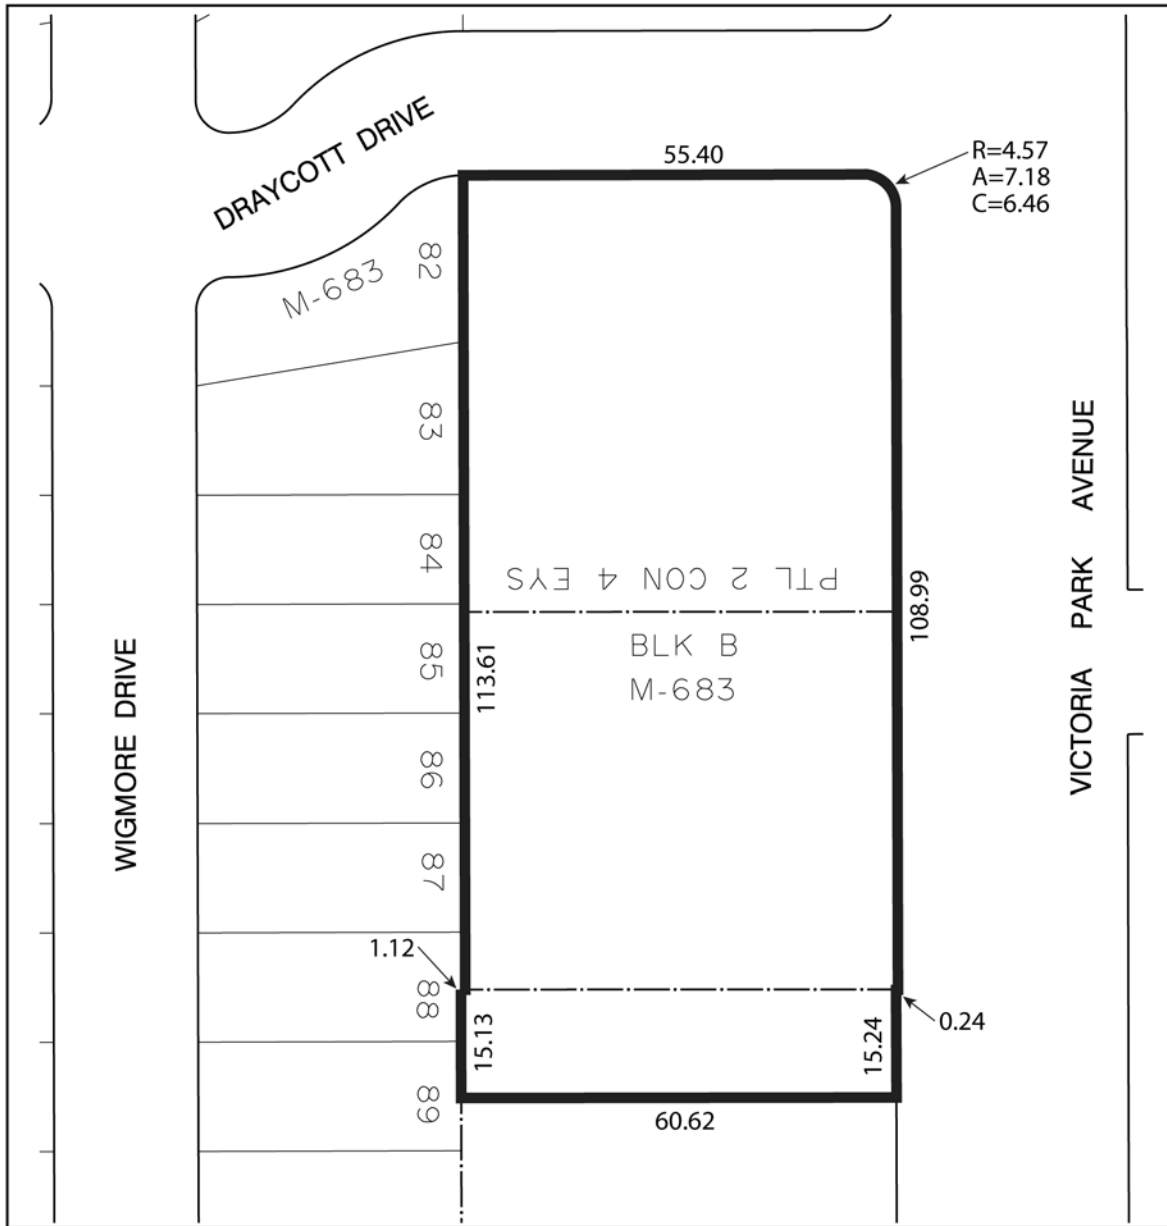 DRAYCOTT DRIVE
55.40
R=4.57
A=7.18
C=6.46
82
M-683
83
84
85
86
87
88
89
PTL 2 CON 4 EYS
BLK B
M-683
113.61
108.99
1.12
0.24
15.13
15.24
60.62
WIGMORE DRIVE
VICTORIA PARK AVENUE